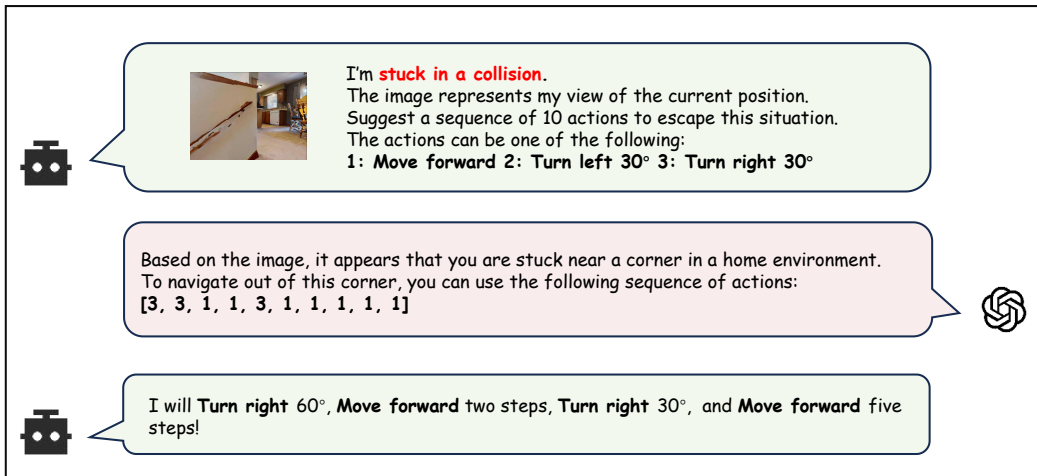 I'm stuck in a collision.
The image represents my view of the current position.
Suggest a sequence of 10 actions to escape this situation.
The actions can be one of the following:
1: Move forward 2: Turn left 30° 3: Turn right 30°
Based on the image, it appears that you are stuck near a corner in a home environment.
To navigate out of this corner, you can use the following sequence of actions:
[3, 3, 1, 1, 3, 1, 1, 1, 1, 1]
I will Turn right 60°, Move forward two steps, Turn right 30°, and Move forward five
steps!